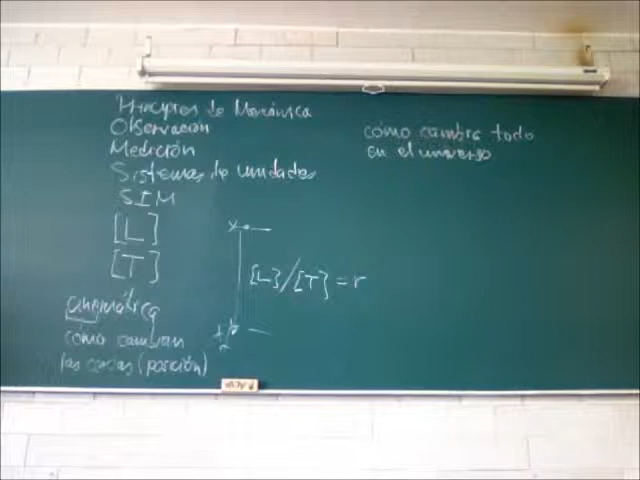 Principios de Mecánica
Observación
Medición
Sistemas de unidades
SIM
[L]
[T]
cinemática
cómo cambian
las cosas (posición)
[L]/[T] = r
cómo cambia todo
en el universo